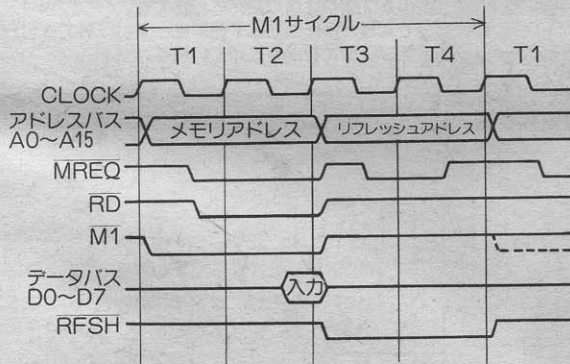 M1サイクル
T1 T2 T3 T4 T1
CLOCK
アドレスバス
A0～A15
メモリアドレス リフレッシュアドレス
MREQ
RD
M1
データバス
D0～D7
入力
RFSH